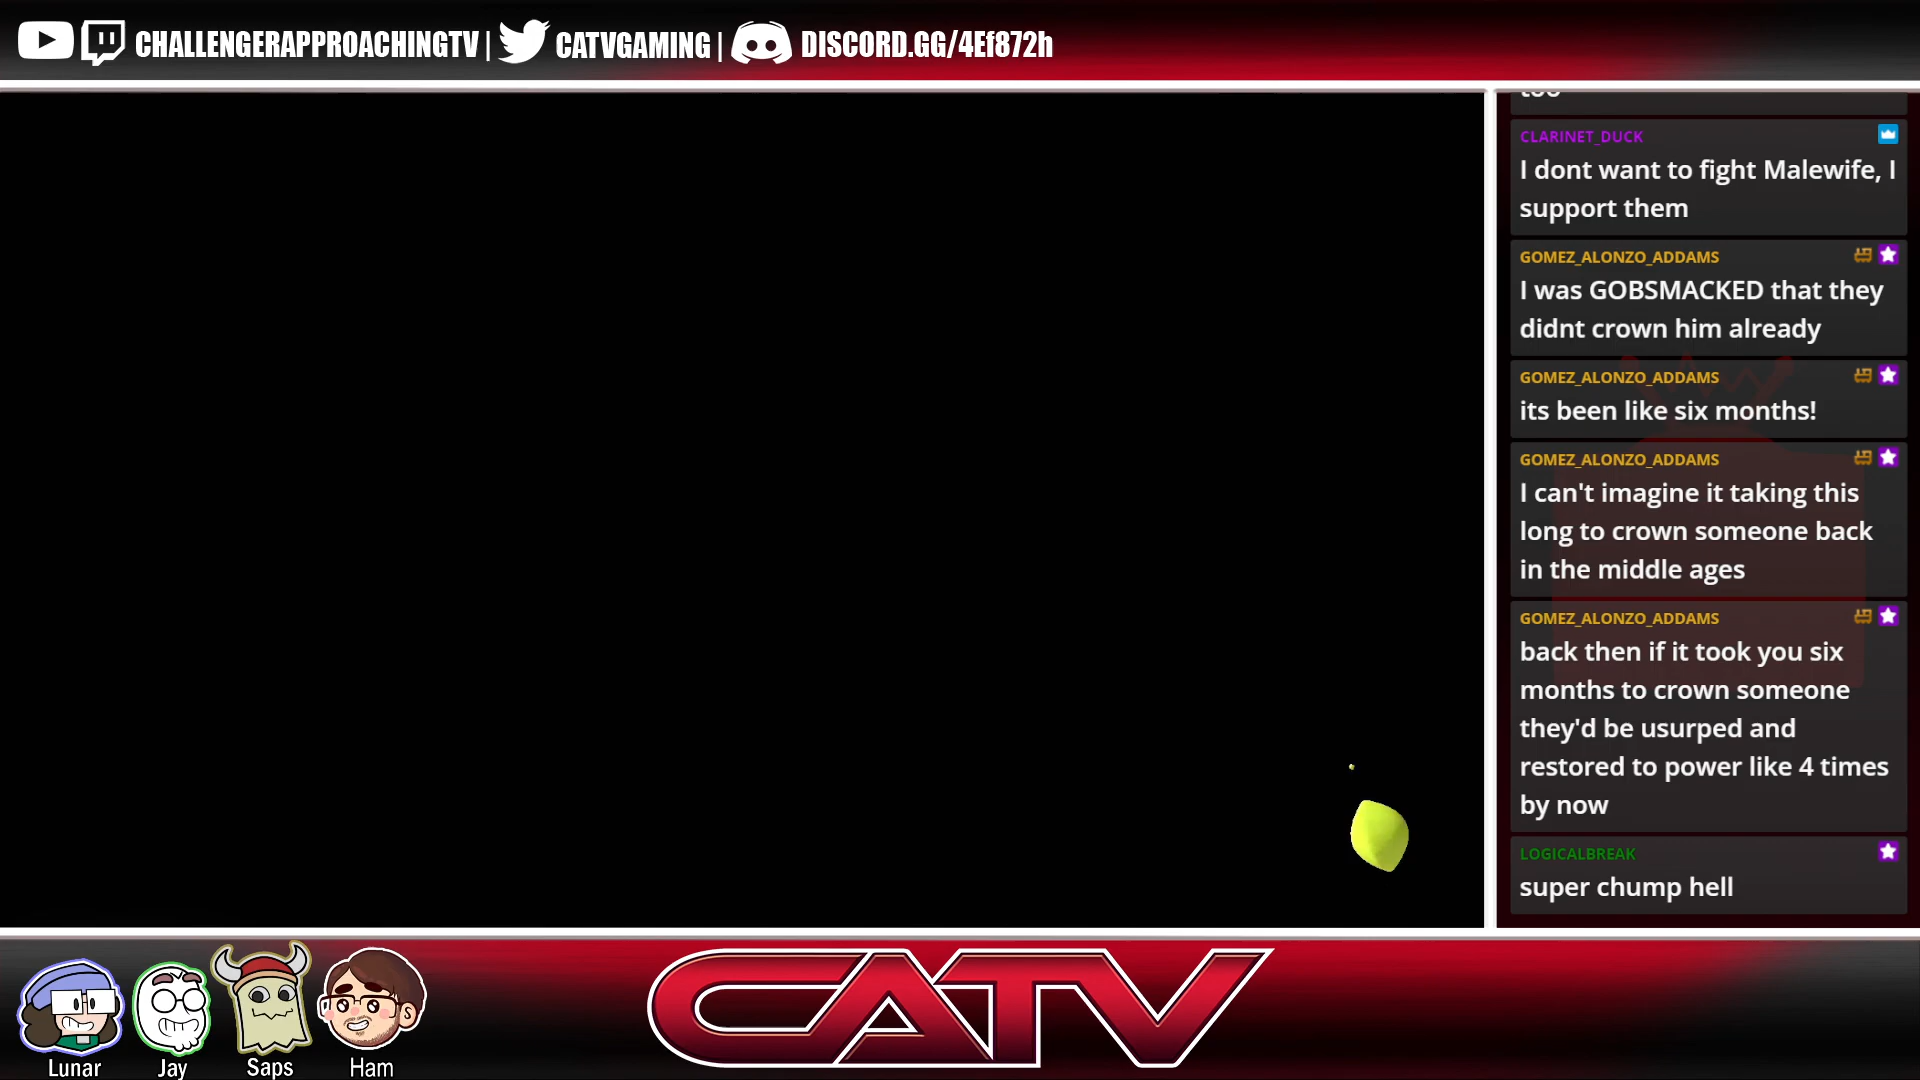 CHALLENGERAPPROACHINGTV | CATVGAMING | DISCORD.GG/4Ef872h
too
CLARINET_DUCK
I dont want to fight Malewife, I
support them
GOMEZ_ALONZO_ADDAMS
I was GOBSMACKED that they
didnt crown him already
GOMEZ_ALONZO_ADDAMS
its been like six months!
GOMEZ_ALONZO_ADDAMS
I can't imagine it taking this
long to crown someone back
in the middle ages
GOMEZ_ALONZO_ADDAMS
back then if it took you six
months to crown someone
they'd be usurped and
restored to power like 4 times
by now
LOGICALBREAK
super chump hell
Lunar Jay Saps Ham
CATV